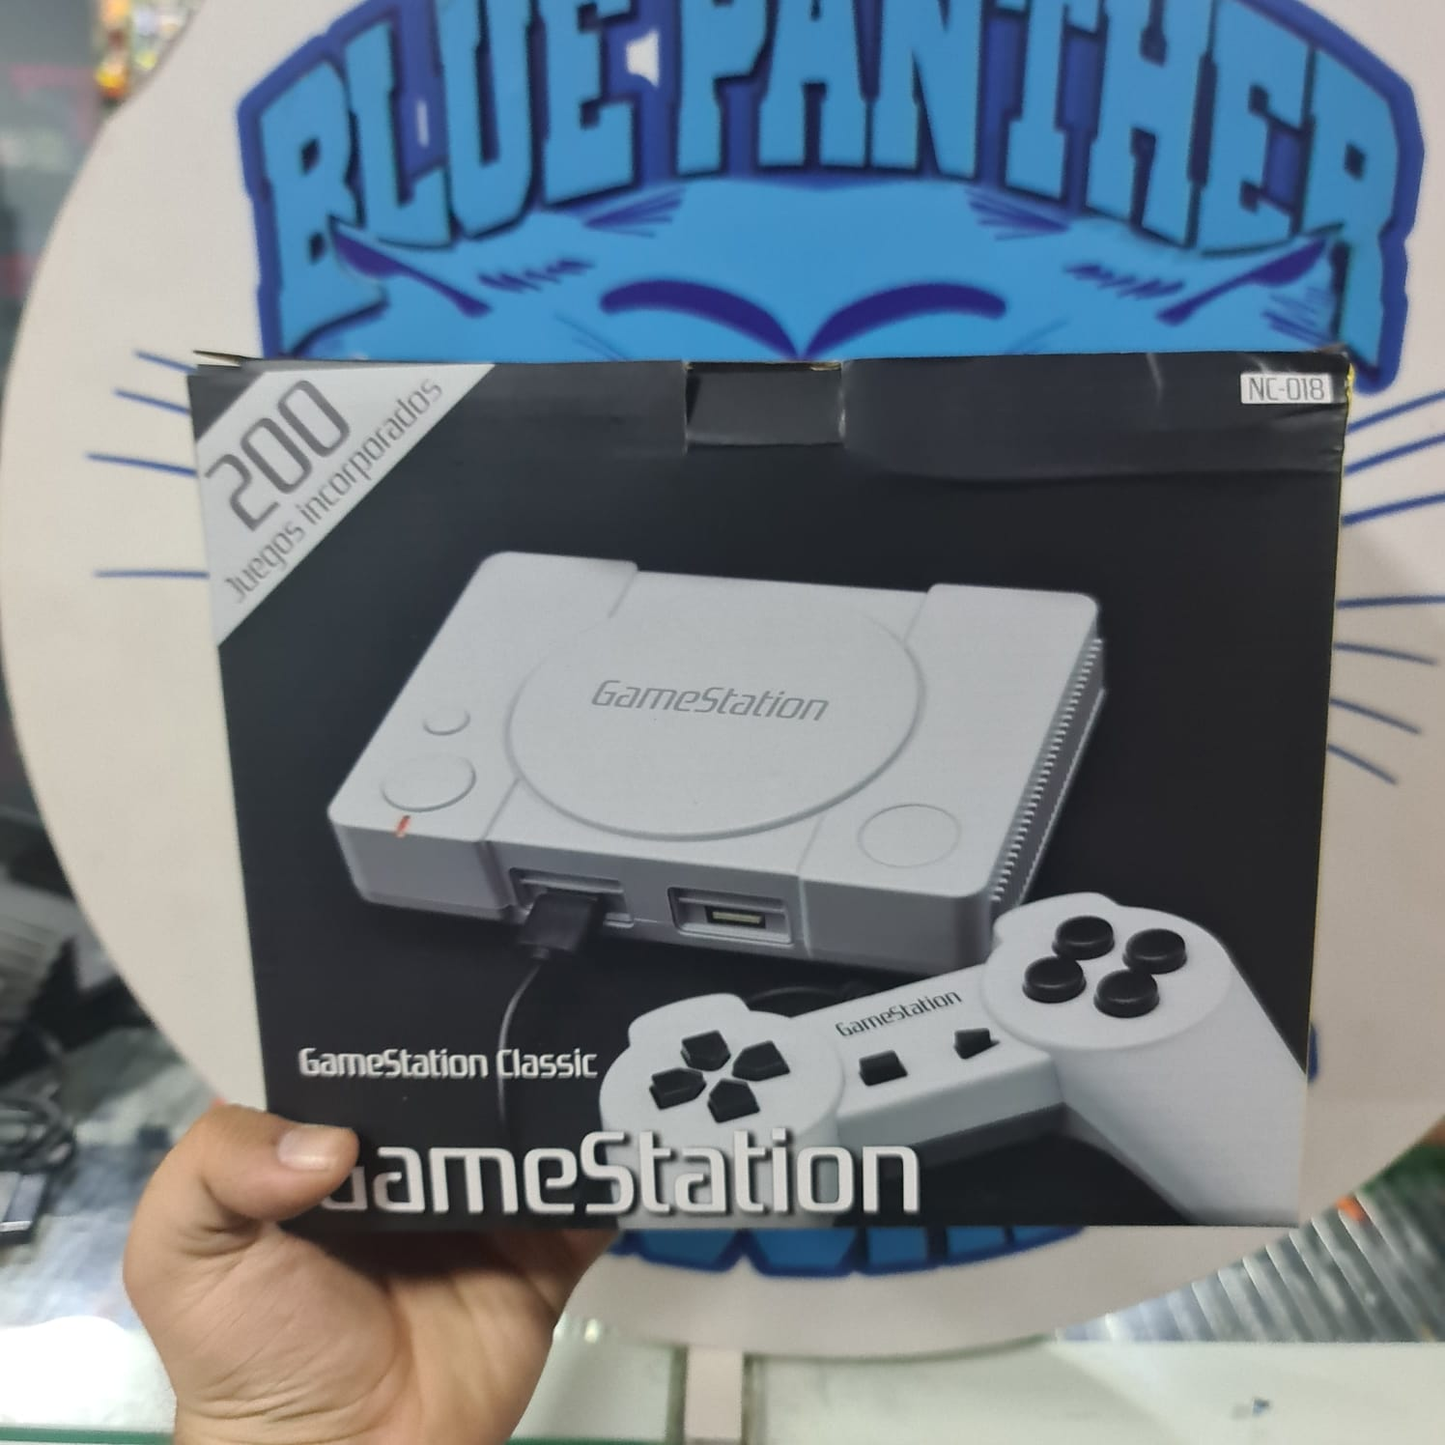 BLUE PANTHER
200
Juegos incorporados
NC-018
GameStation
GameStation
GameStation Classic
GameStation